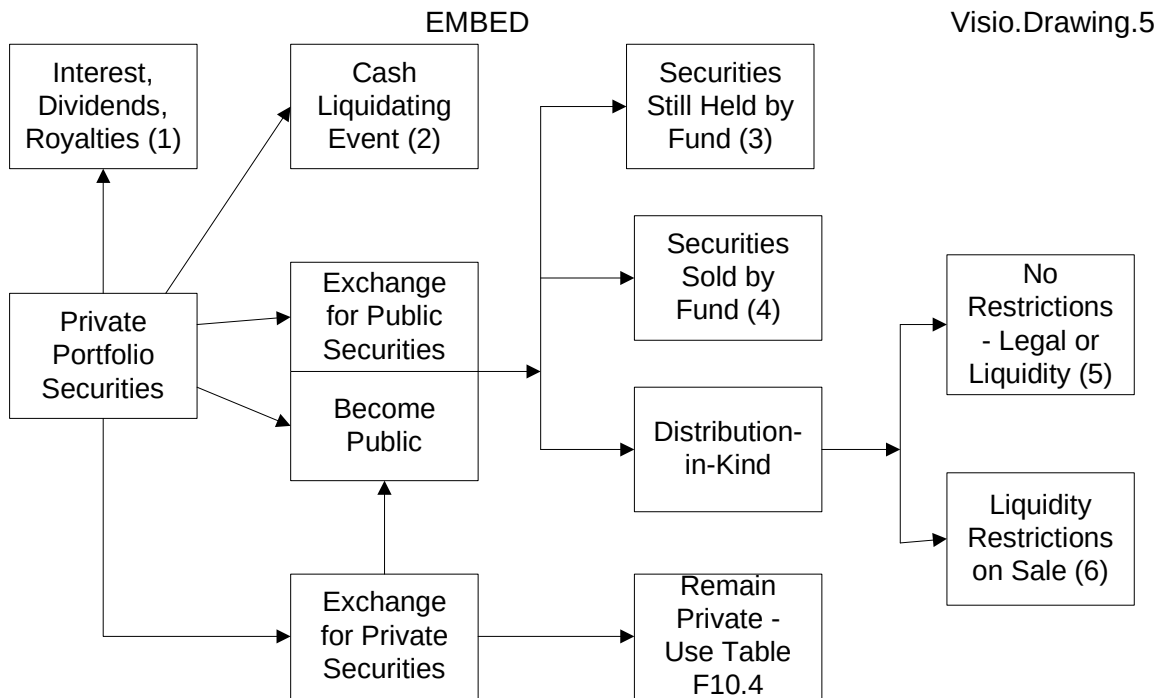 EMBED Visio.Drawing.5
Interest,
Dividends,
Royalties (1)
Cash
Liquidating
Event (2)
Securities
Still Held by
Fund (3)
Securities
Sold by
Fund (4)
No
Restrictions
- Legal or
Liquidity (5)
Private
Portfolio
Securities
Exchange
for Public
Securities
Become
Public
Distribution-
in-Kind
Liquidity
Restrictions
on Sale (6)
Exchange
for Private
Securities
Remain
Private -
Use Table
F10.4